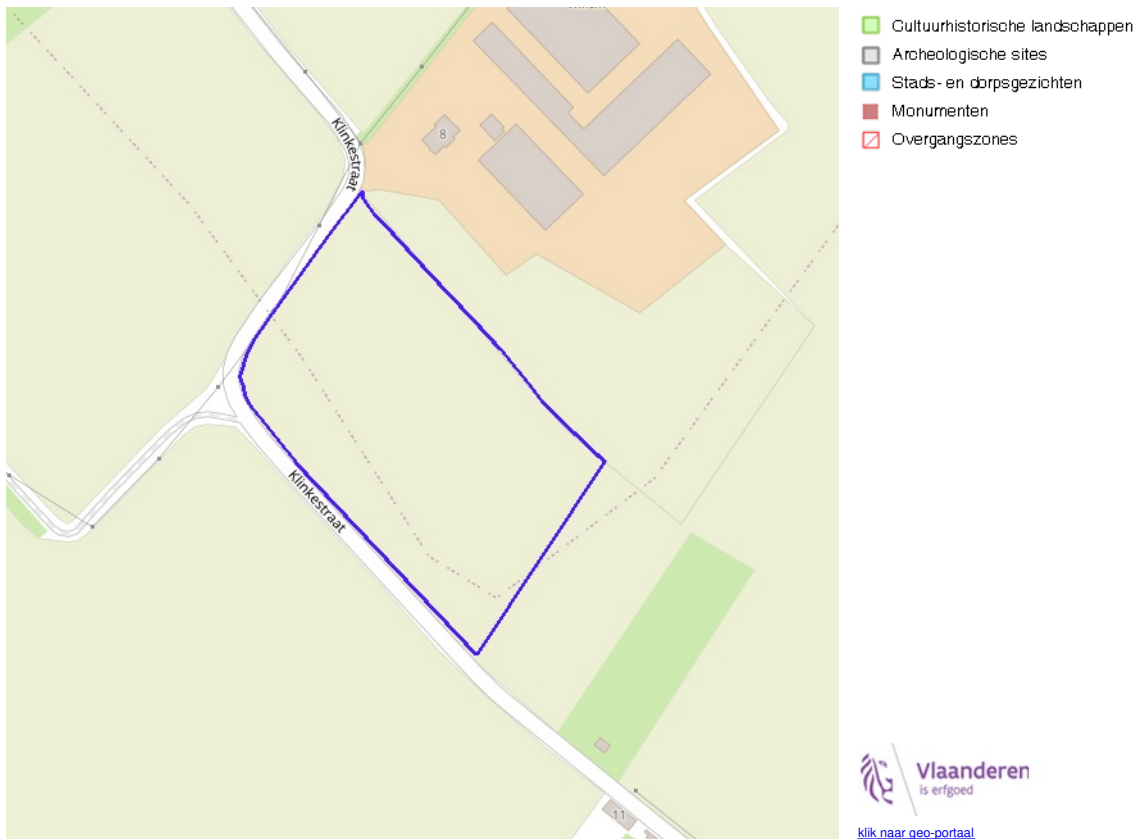 Klinkestraat
8
Klinkestraat
11
Cultuurhistorische landschappen
Archeologische sites
Stads- en dorpsgezichten
Monumenten
Overgangszones
Vlaanderen
is erfgoed
klik naar geo-portaal